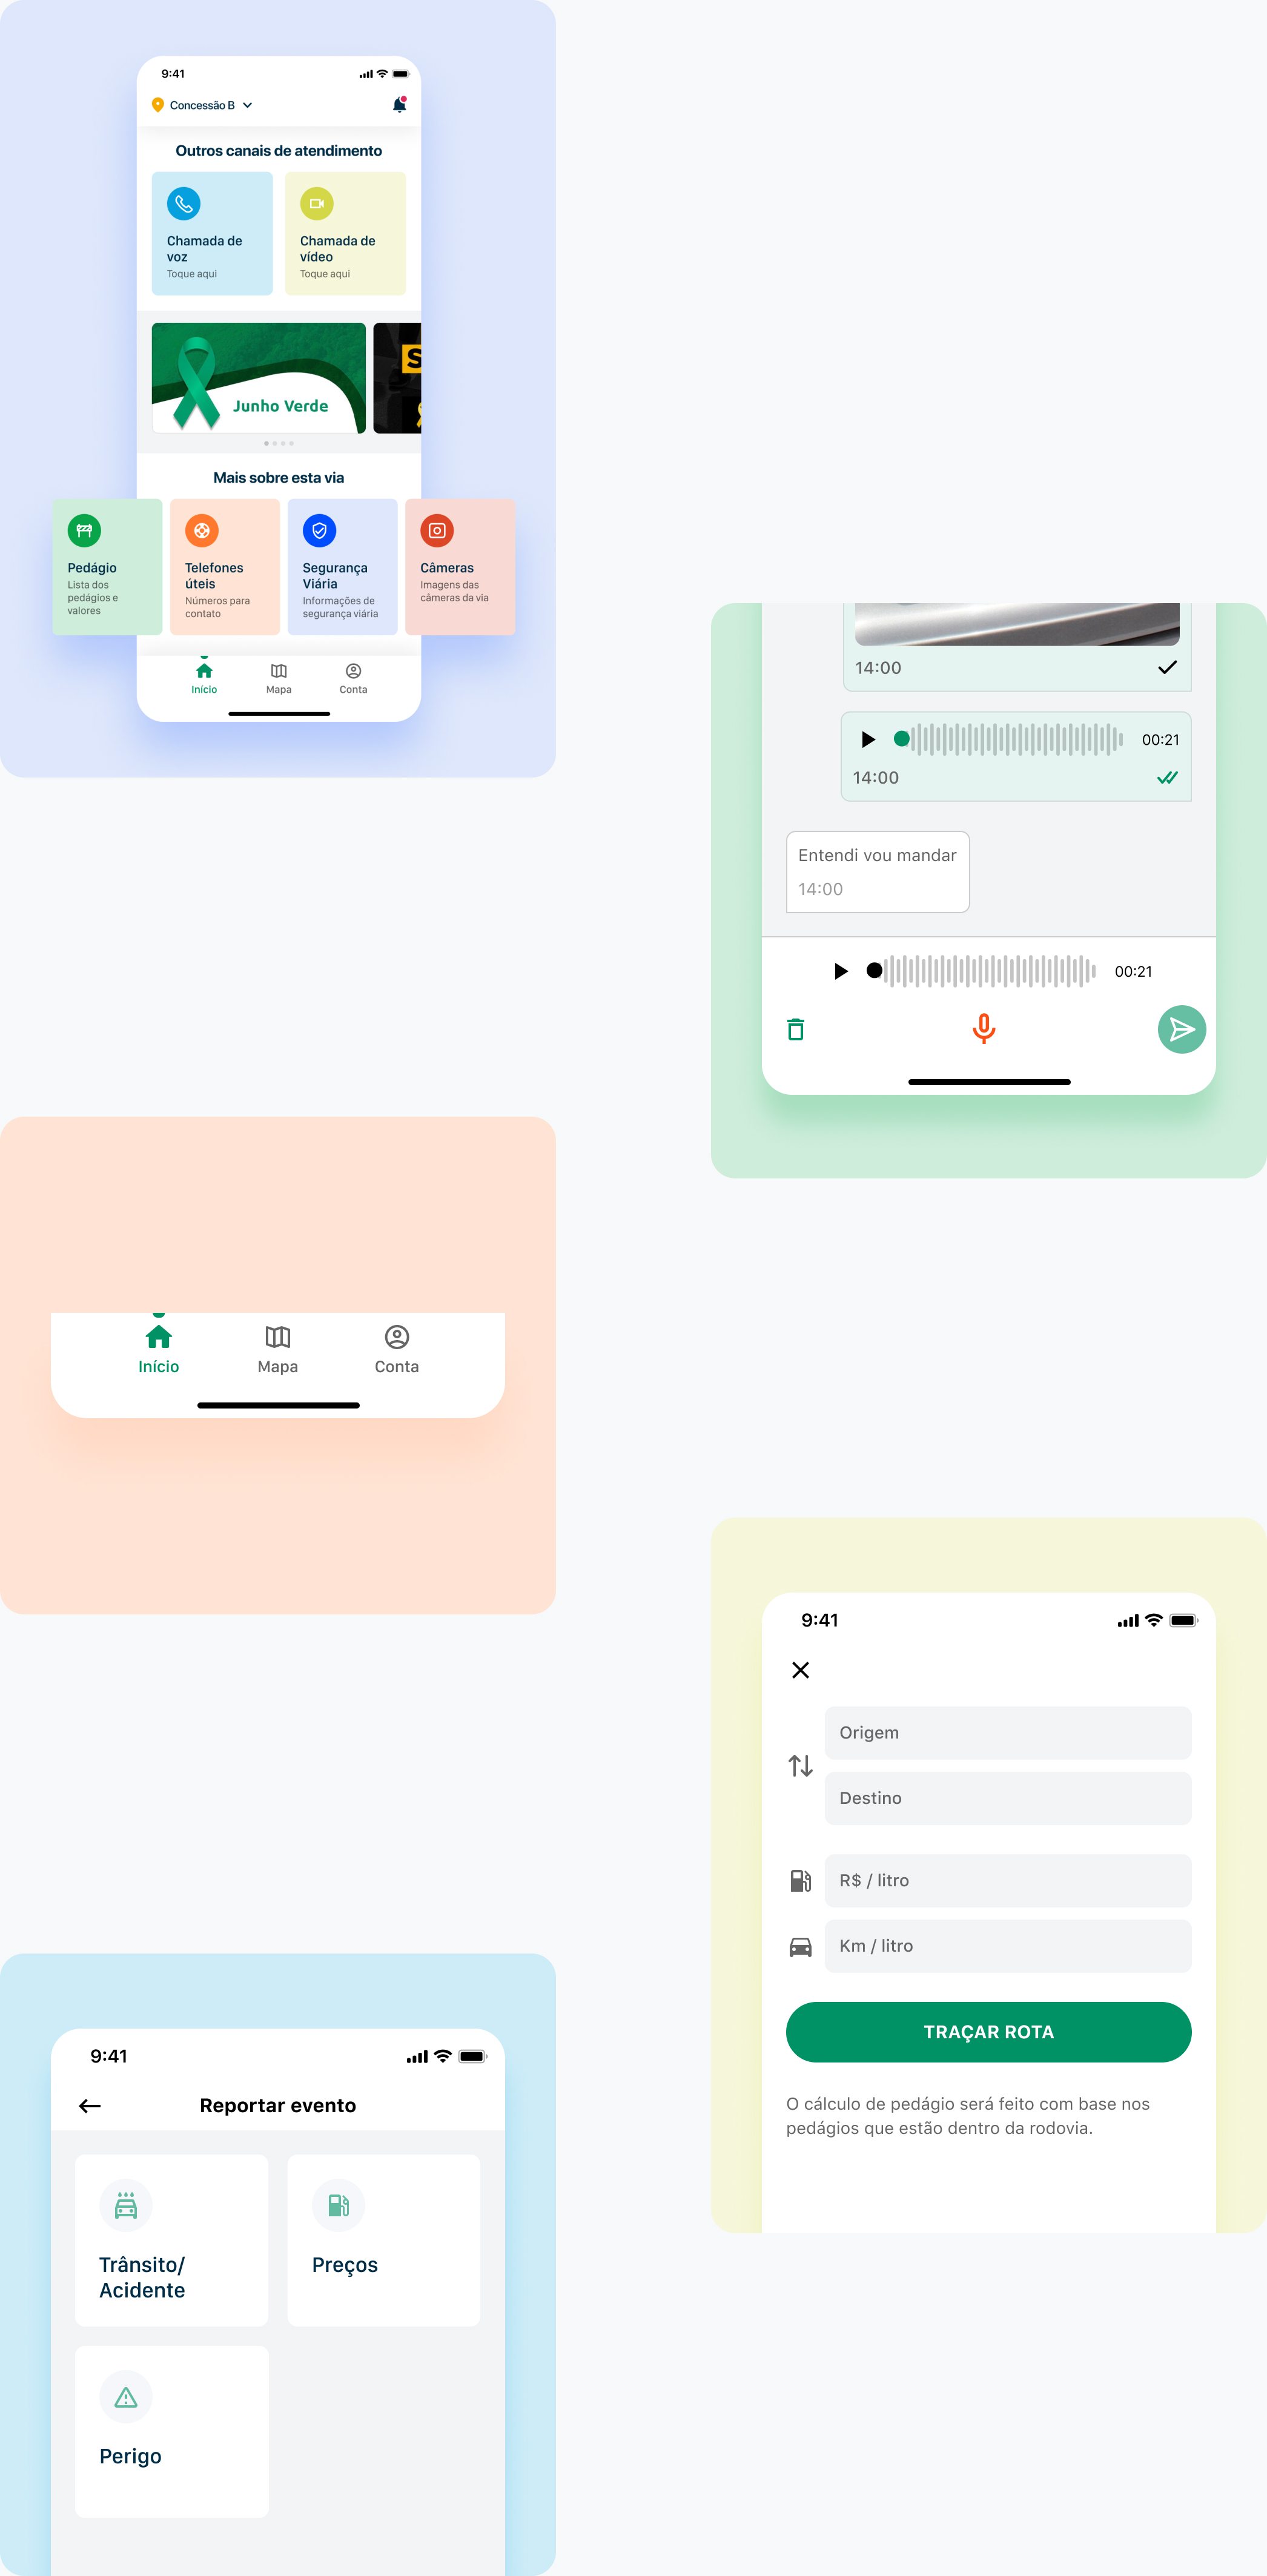 9:41
Concessão B
Outros canais de atendimento
Chamada de
voz
Toque aqui
Chamada de
vídeo
Toque aqui
Junho Verde
S
Mais sobre esta via
Pedágio
Lista dos
pedágios e
valores
Telefones
úteis
Números para
contato
Segurança
Viária
Informações de
segurança viária
Câmeras
Imagens das
câmeras da via
Início
Mapa
Conta
14:00
00:21
14:00
Entendi vou mandar
14:00
00:21
Início
Mapa
Conta
9:41
Origem
Destino
R$ / litro
Km / litro
TRAÇAR ROTA
O cálculo de pedágio será feito com base nos
pedágios que estão dentro da rodovia.
9:41
Reportar evento
Trânsito/
Acidente
Preços
Perigo